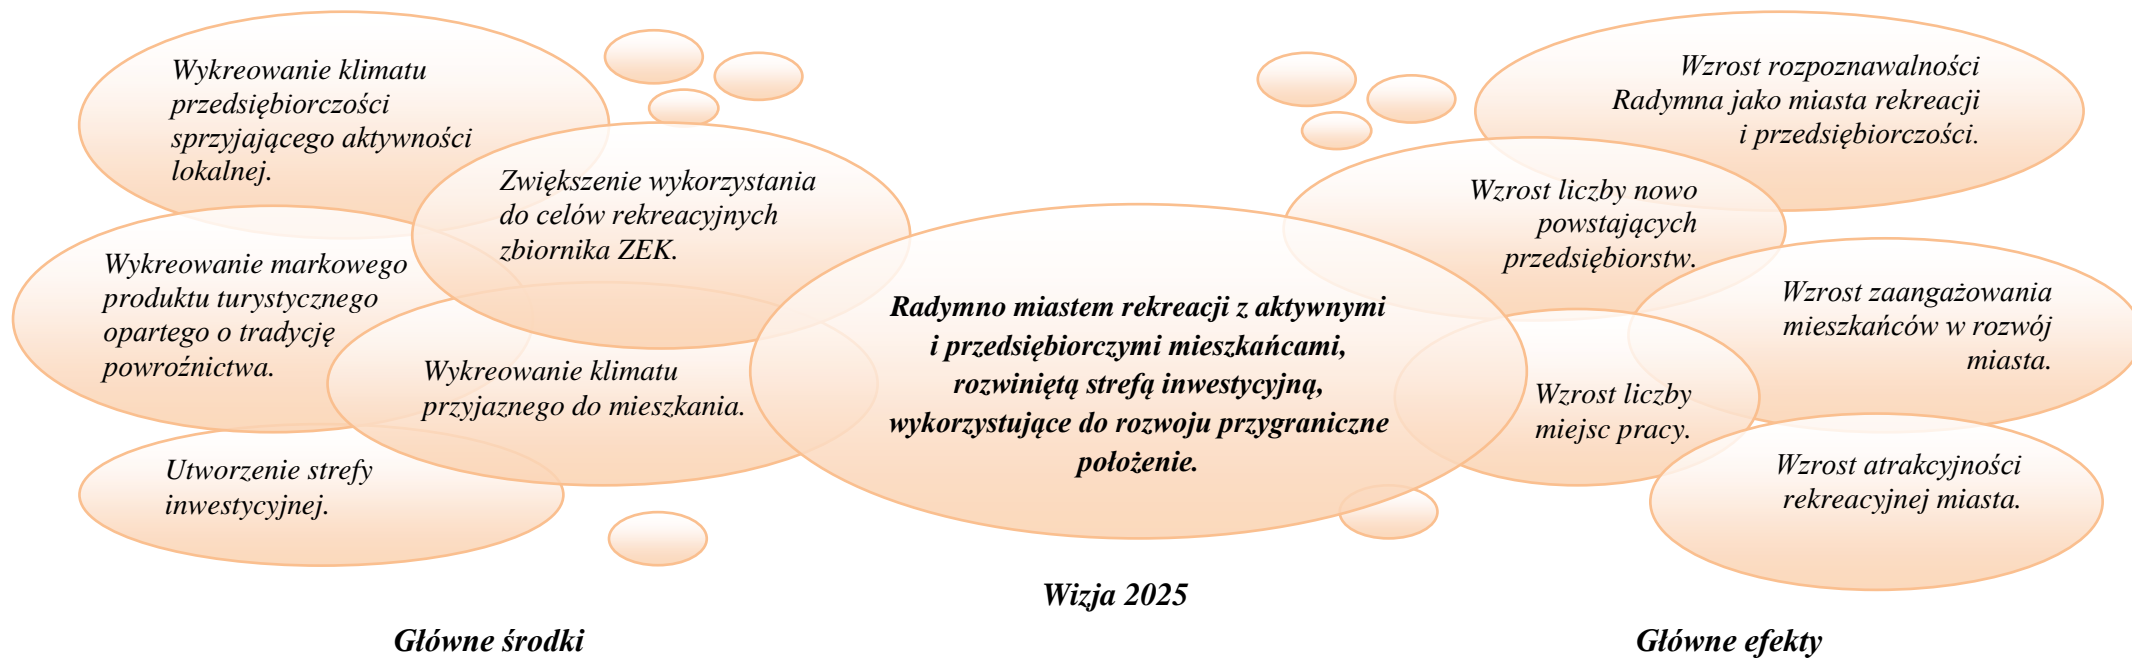 Wykreowanie klimatu
przedsiębiorczości
sprzyjającego aktywności
lokalnej.
Zwiększenie wykorzystania
do celów rekreacyjnych
zbiornika ZEK.
Wykreowanie markowego
produktu turystycznego
opartego o tradycję
powroźnictwa.
Wykreowanie klimatu
przyjaznego do mieszkania.
Utworzenie strefy
inwestycyjnej.
Radymno miastem rekreacji z aktywnymi
i przedsiębiorczymi mieszkańcami,
rozwiniętą strefą inwestycyjną,
wykorzystujące do rozwoju przygraniczne
położenie.
Wzrost rozpoznawalności
Radymna jako miasta rekreacji
i przedsiębiorczości.
Wzrost liczby nowo
powstających
przedsiębiorstw.
Wzrost zaangażowania
mieszkańców w rozwój
miasta.
Wzrost liczby
miejsc pracy.
Wzrost atrakcyjności
rekreacyjnej miasta.
Wizja 2025
Główne środki
Główne efekty